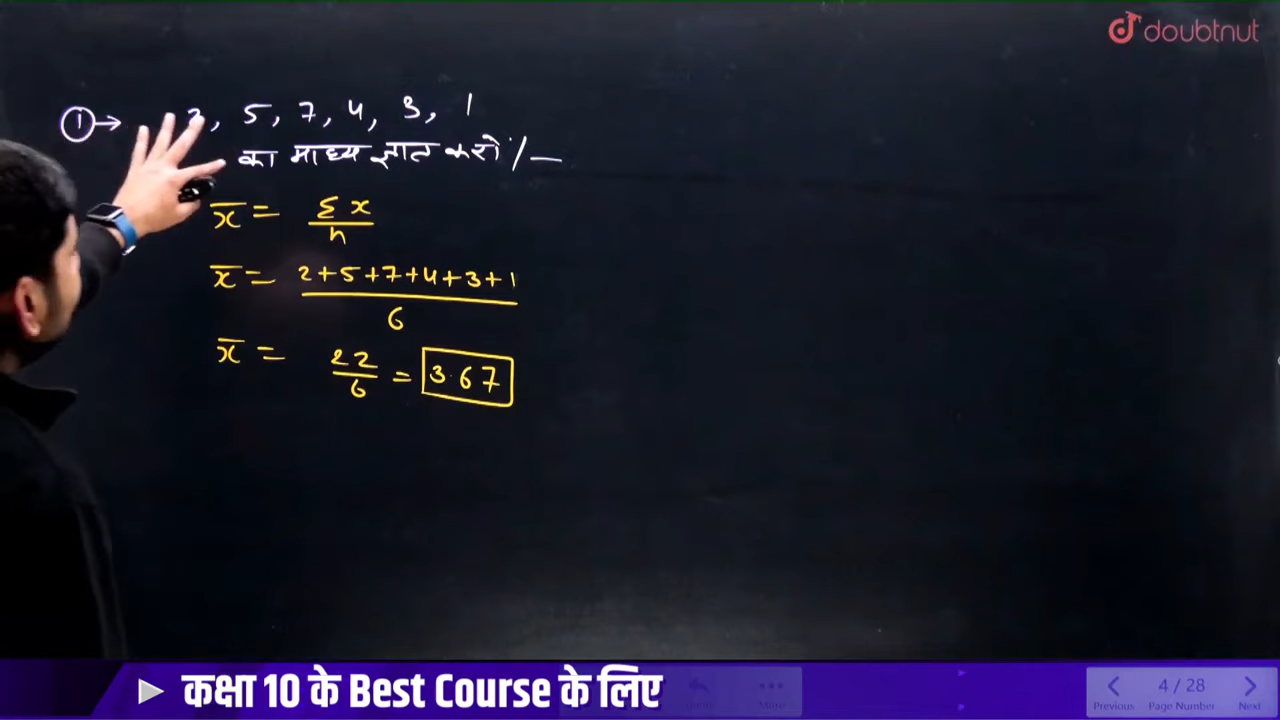 doubtnut
① → 2, 5, 7, 4, 3, 1
का माध्य ज्ञात करो /—
x̄ = Σx / n
x̄ = 2+5+7+4+3+1 / 6
x̄ = 22 / 6 = 3.67
कक्षा 10 के Best Course के लिए
4 / 28
Previous Page Number Next